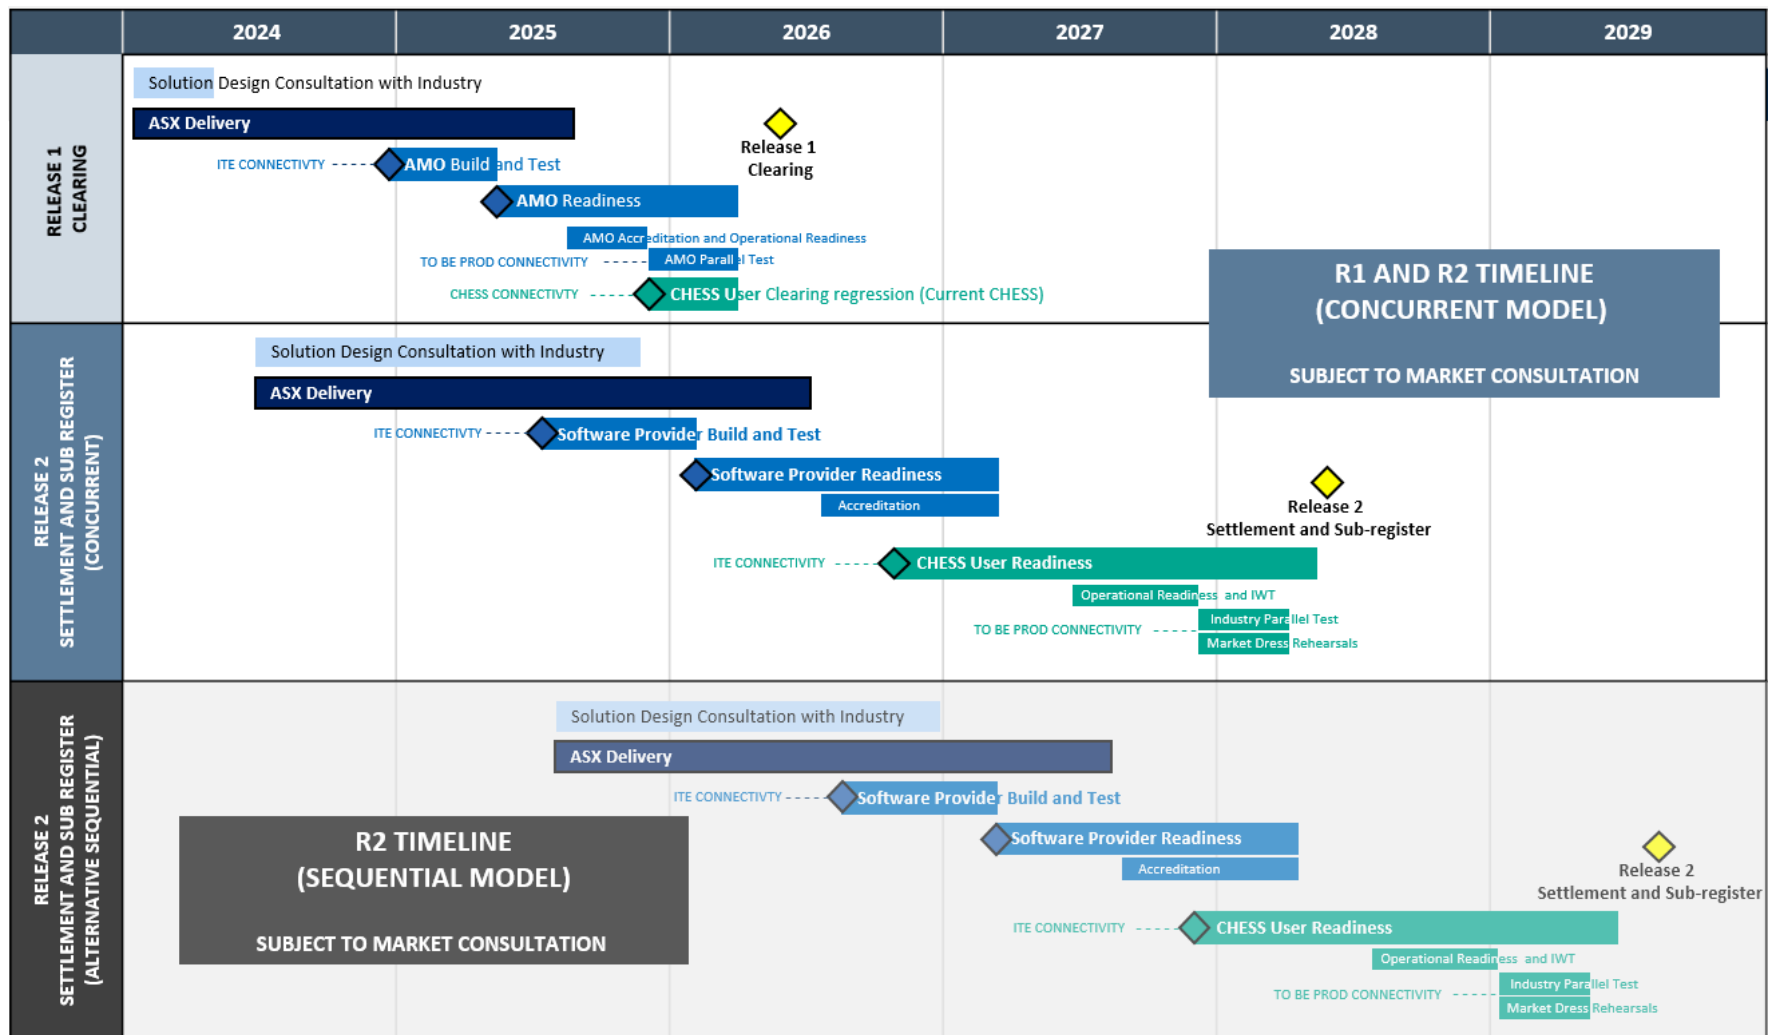 2024 2025 2026 2027 2028 2029
RELEASE 1
CLEARING
Solution Design Consultation with Industry
ASX Delivery
Release 1
Clearing
ITE CONNECTIVTY
AMO Build and Test
AMO Readiness
AMO Accreditation and Operational Readiness
TO BE PROD CONNECTIVITY
AMO Parallel Test
CHESS CONNECTIVTY
CHESS User Clearing regression (Current CHESS)
R1 AND R2 TIMELINE
(CONCURRENT MODEL)
SUBJECT TO MARKET CONSULTATION
RELEASE 2
SETTLEMENT AND SUB REGISTER
(CONCURRENT)
Solution Design Consultation with Industry
ASX Delivery
ITE CONNECTIVTY
Software Provider Build and Test
Software Provider Readiness
Accreditation
Release 2
Settlement and Sub-register
ITE CONNECTIVITY
CHESS User Readiness
Operational Readiness and IWT
TO BE PROD CONNECTIVITY
Industry Parallel Test
Market Dress Rehearsals
RELEASE 2
SETTLEMENT AND SUB REGISTER
(ALTERNATIVE SEQUENTIAL)
Solution Design Consultation with Industry
ASX Delivery
ITE CONNECTIVTY
Software Provider Build and Test
R2 TIMELINE
(SEQUENTIAL MODEL)
SUBJECT TO MARKET CONSULTATION
Software Provider Readiness
Accreditation
Release 2
Settlement and Sub-register
ITE CONNECTIVITY
CHESS User Readiness
Operational Readiness and IWT
TO BE PROD CONNECTIVITY
Industry Parallel Test
Market Dress Rehearsals